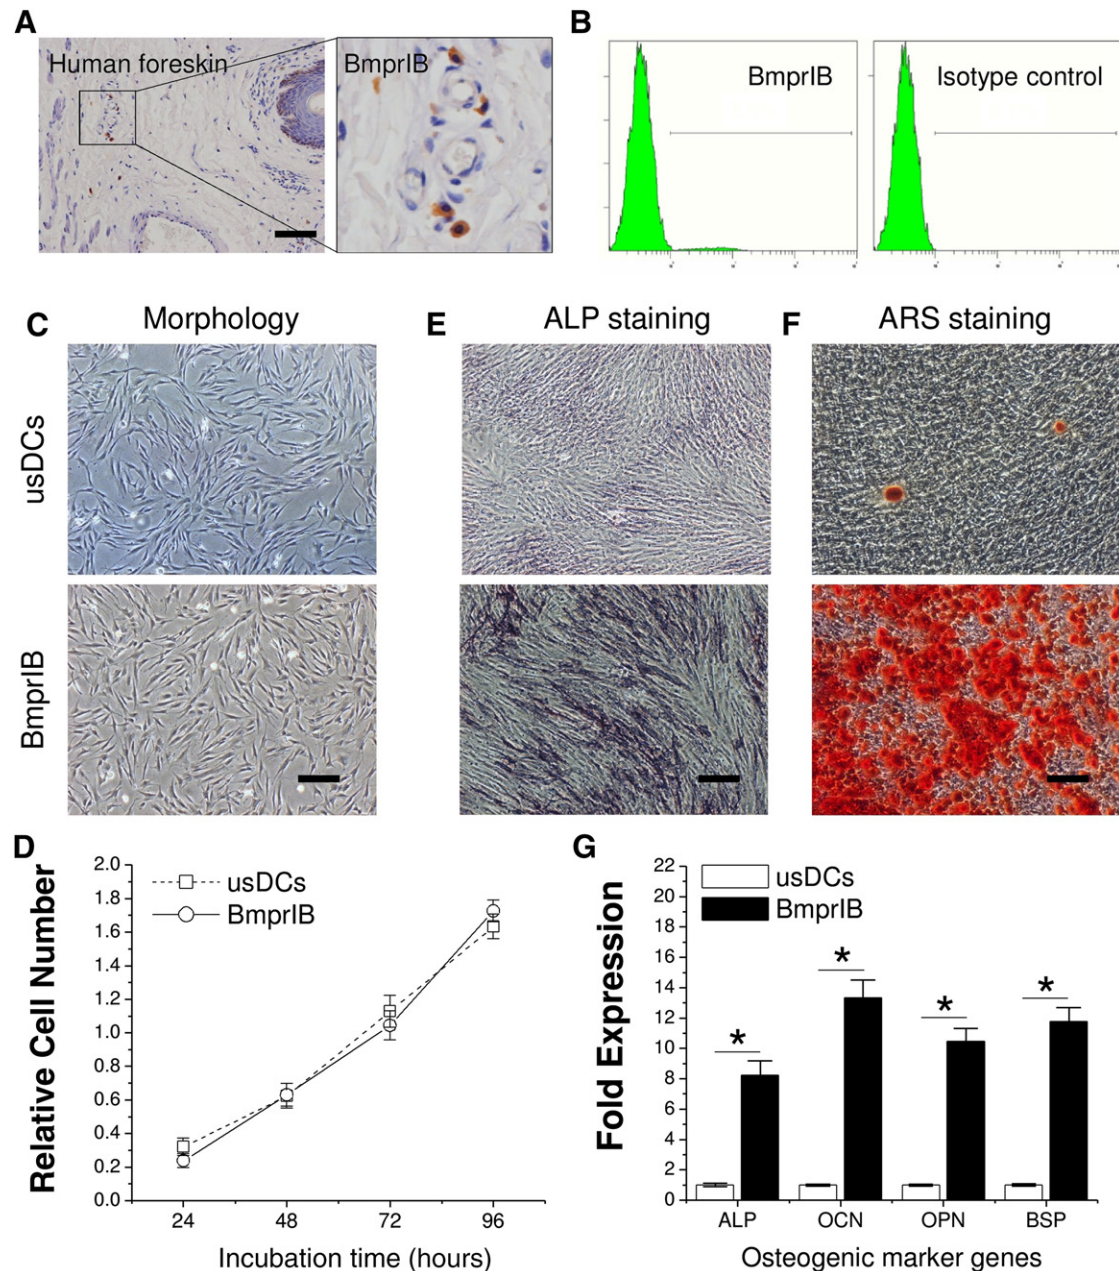 A
Human foreskin
BmprIB
B
BmprIB
Isotype control
C
Morphology
E
ALP staining
F
ARS staining
usDCs
BmprIB
D
Relative Cell Number
2.0
1.8
1.6
1.4
1.2
1.0
0.8
0.6
0.4
0.2
0.0
usDCs
BmprIB
24
48
72
96
Incubation time (hours)
G
Fold Expression
22
20
18
16
14
12
10
8
6
4
2
1
0
usDCs
BmprIB
*
*
*
*
ALP
OCN
OPN
BSP
Osteogenic marker genes